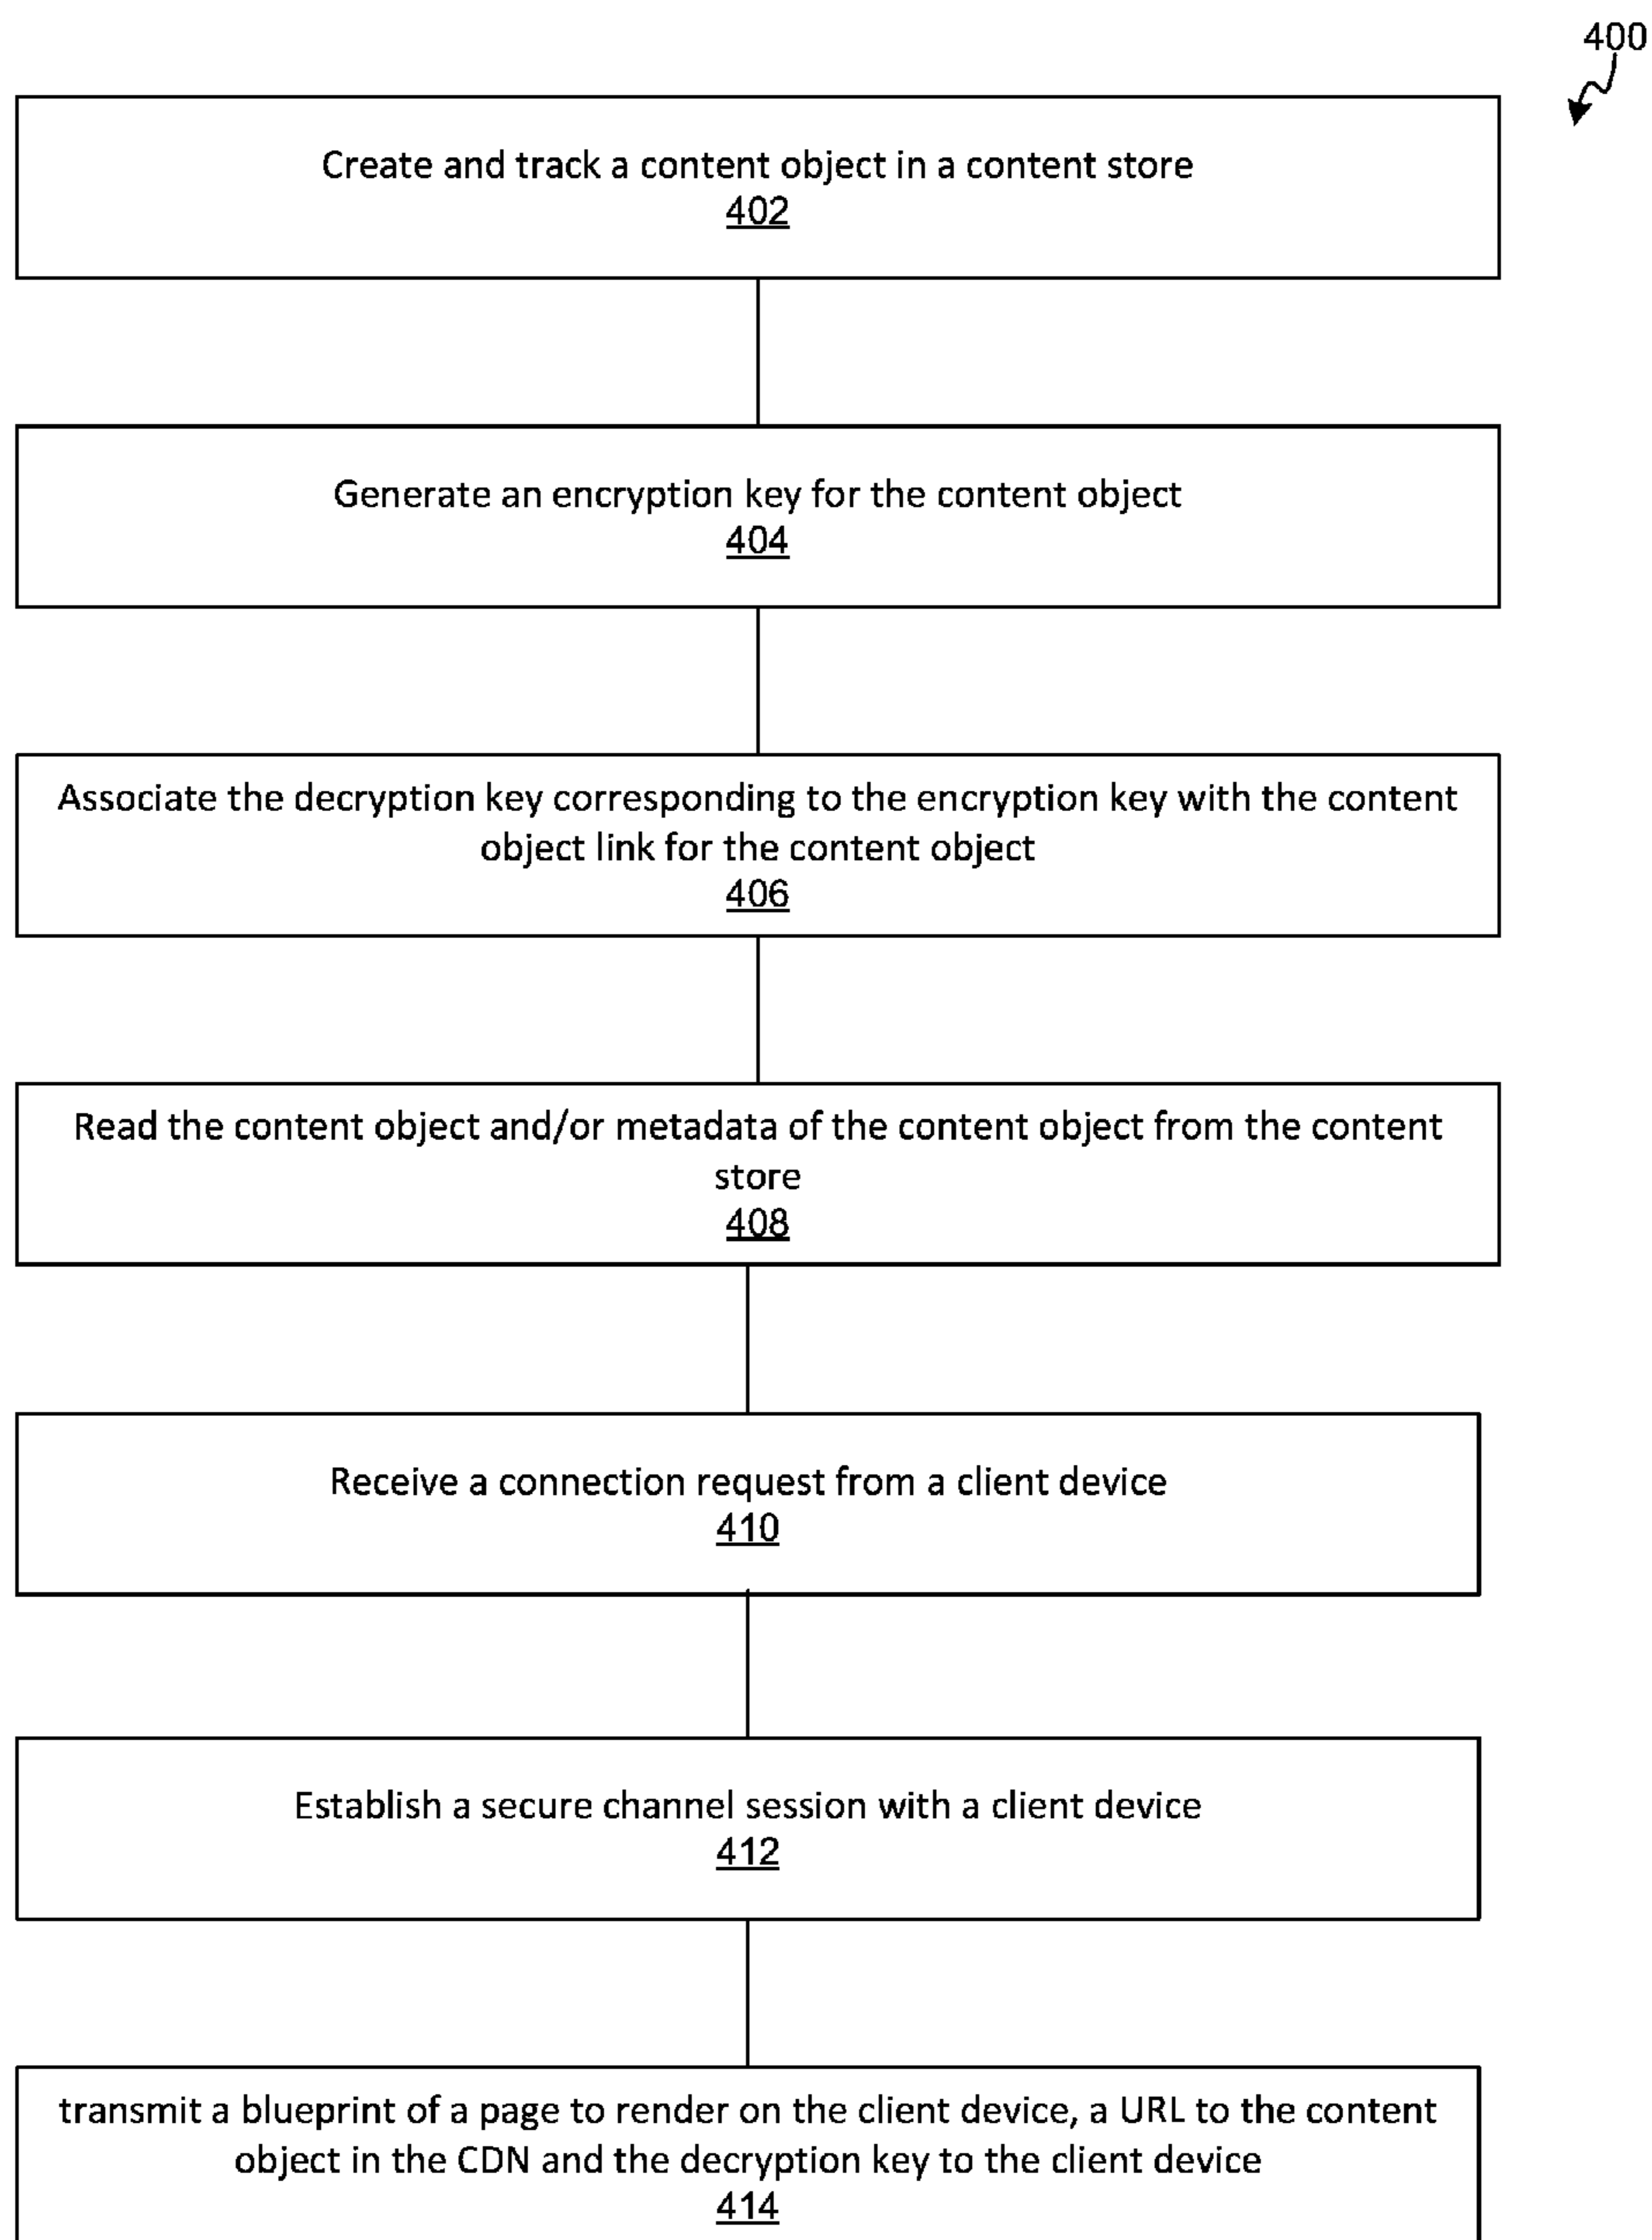 400
Create and track a content object in a content store
402
Generate an encryption key for the content object
404
Associate the decryption key corresponding to the encryption key with the content
object link for the content object
406
Read the content object and/or metadata of the content object from the content
store
408
Receive a connection request from a client device
410
Establish a secure channel session with a client device
412
transmit a blueprint of a page to render on the client device, a URL to the content
object in the CDN and the decryption key to the client device
414